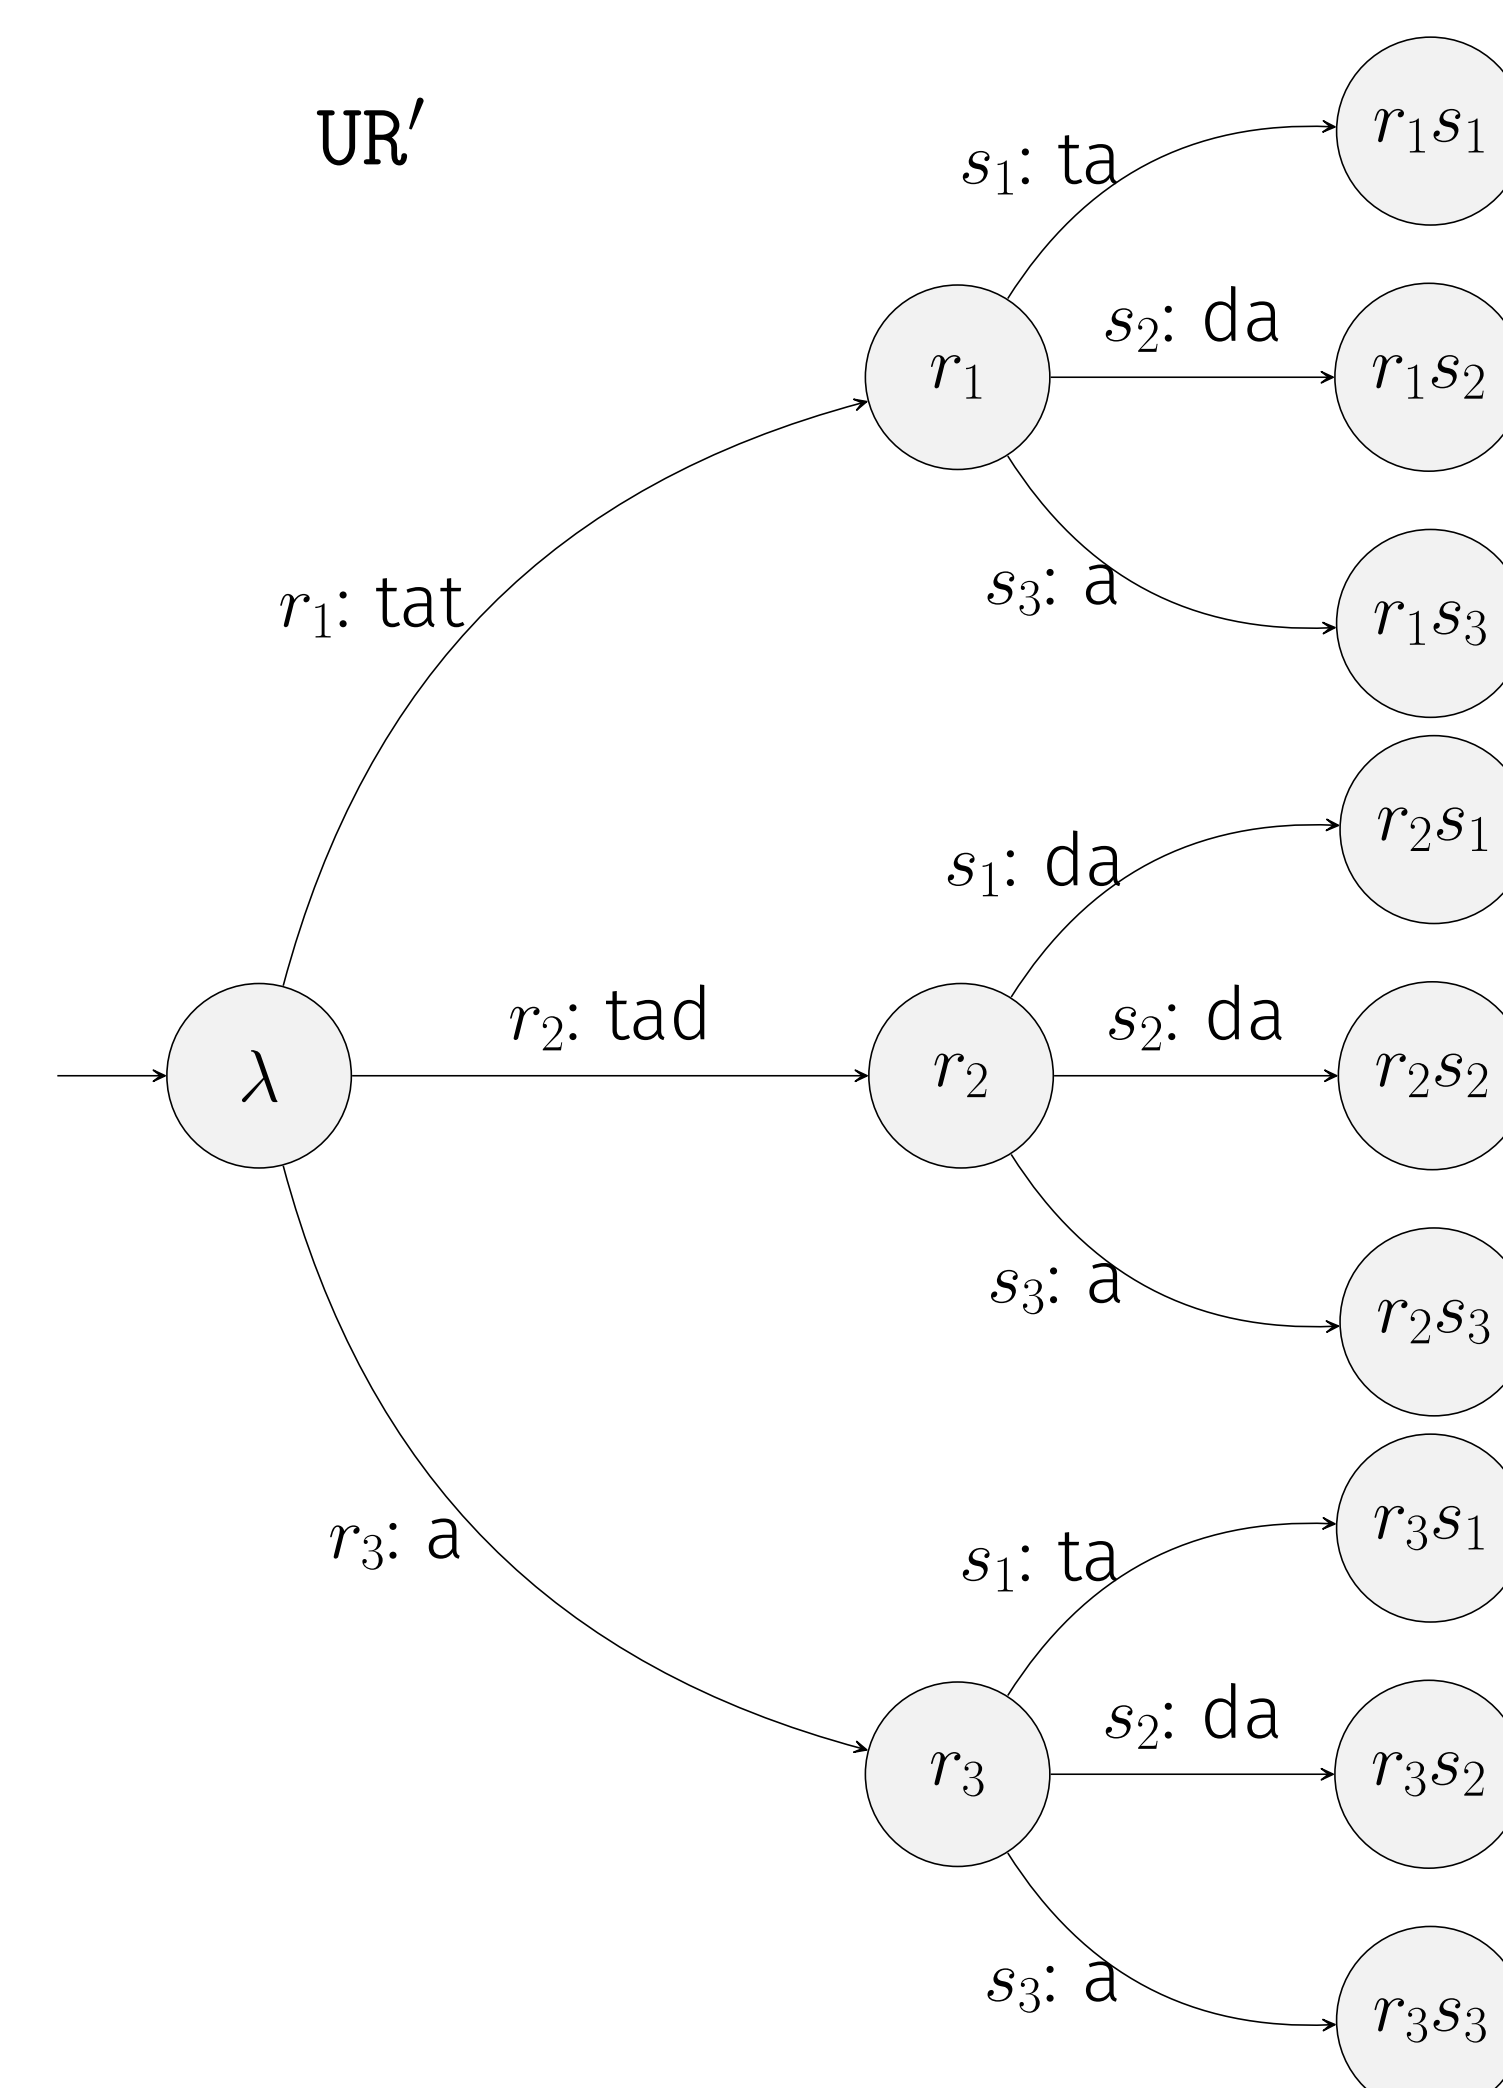 UR′
s₁: ta
r₁s₁
s₂: da
r₁
r₁s₂
s₃: a
r₁s₃
r₁: tat
s₁: da
r₂s₁
λ
r₂: tad
s₂: da
r₂
r₂s₂
s₃: a
r₂s₃
r₃: a
s₁: ta
r₃s₁
s₂: da
r₃
r₃s₂
s₃: a
r₃s₃